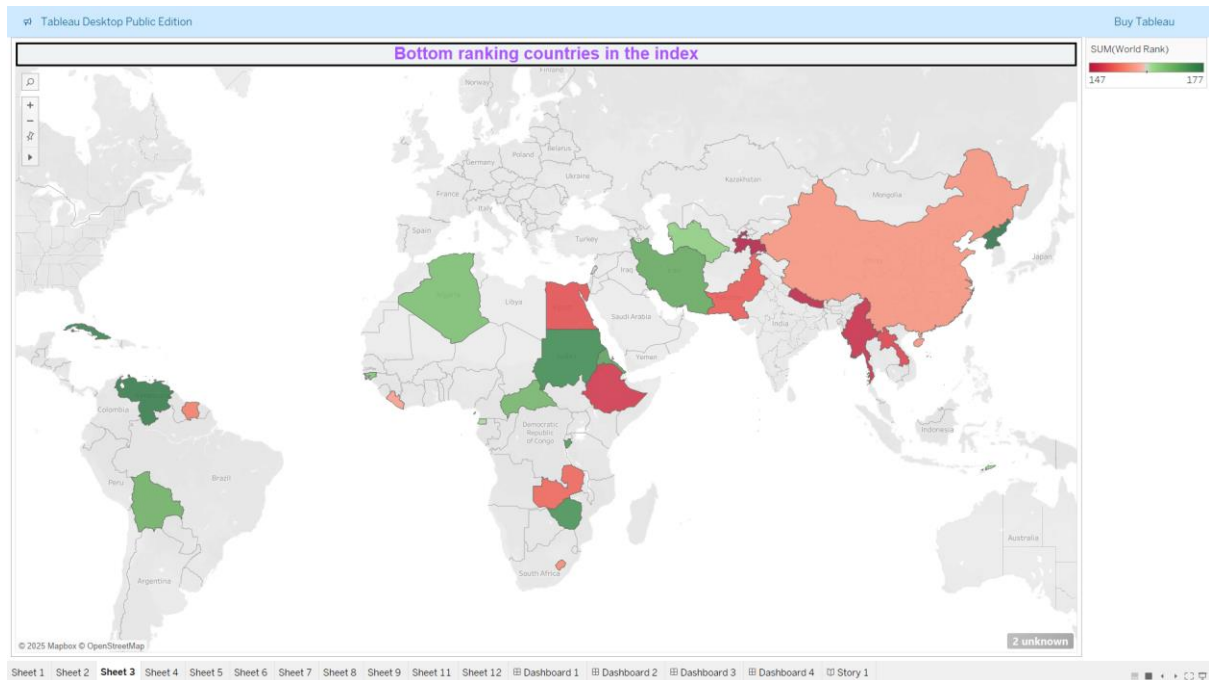 Tableau Desktop Public Edition
Buy Tableau
Bottom ranking countries in the index
SUM(World Rank)
147 177
Norway
Belarus
Poland
Germany
Ukraine
France
Kazakhstan
Mongolia
Italy
Spain
Turkey
Japan
Iraq
Libya
Saudi Arabia
India
Yemen
Colombia
Democratic
Republic
of Congo
Indonesia
Peru
Brazil
Australia
South Africa
Argentina
© 2025 Mapbox © OpenStreetMap
2 unknown
Sheet 1 Sheet 2 Sheet 3 Sheet 4 Sheet 5 Sheet 6 Sheet 7 Sheet 8 Sheet 9 Sheet 11 Sheet 12 Dashboard 1 Dashboard 2 Dashboard 3 Dashboard 4 Story 1